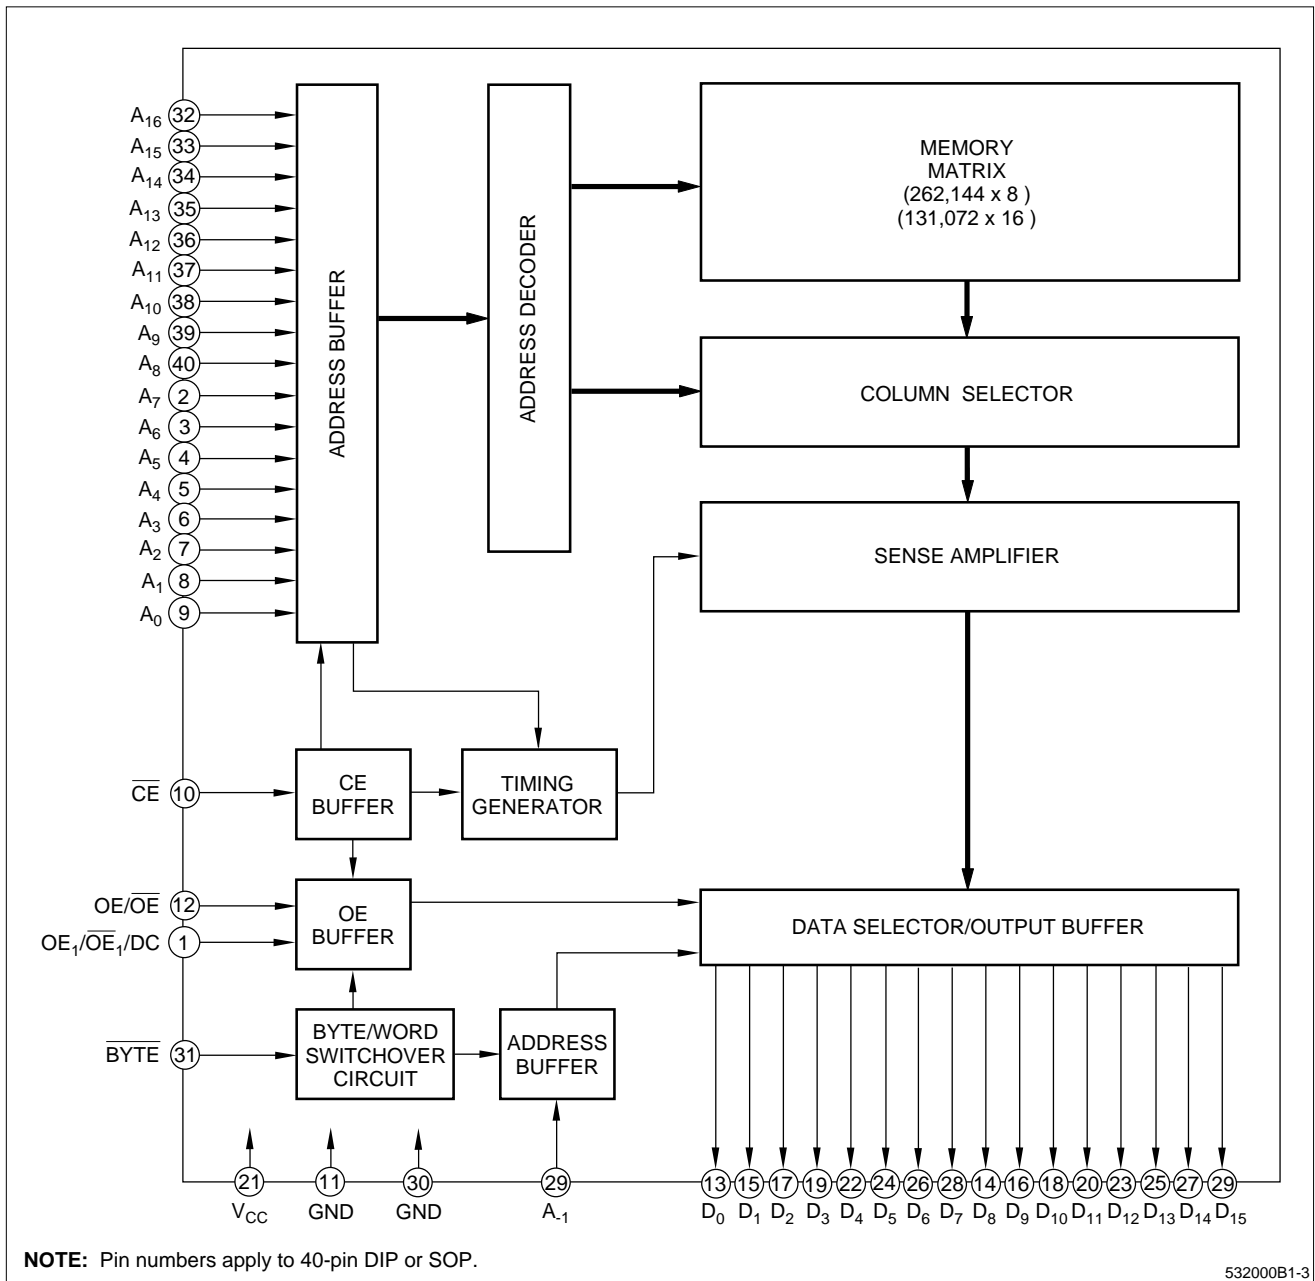 A16 32
A15 33
A14 34
A13 35
A12 36
A11 37
A10 38
A9 39
A8 40
A7 2
A6 3
A5 4
A4 5
A3 6
A2 7
A1 8
A0 9
ADDRESS BUFFER
ADDRESS DECODER
MEMORY
MATRIX
(262,144 x 8 )
(131,072 x 16 )
COLUMN SELECTOR
SENSE AMPLIFIER
CE 10
CE
BUFFER
TIMING
GENERATOR
OE/OE 12
OE1/OE1/DC 1
OE
BUFFER
DATA SELECTOR/OUTPUT BUFFER
BYTE 31
BYTE/WORD
SWITCHOVER
CIRCUIT
ADDRESS
BUFFER
21 11 30 29 13 15 17 19 22 24 26 28 14 16 18 20 23 25 27 29
VCC GND GND A-1 D0 D1 D2 D3 D4 D5 D6 D7 D8 D9 D10 D11 D12 D13 D14 D15
NOTE: Pin numbers apply to 40-pin DIP or SOP.
532000B1-3